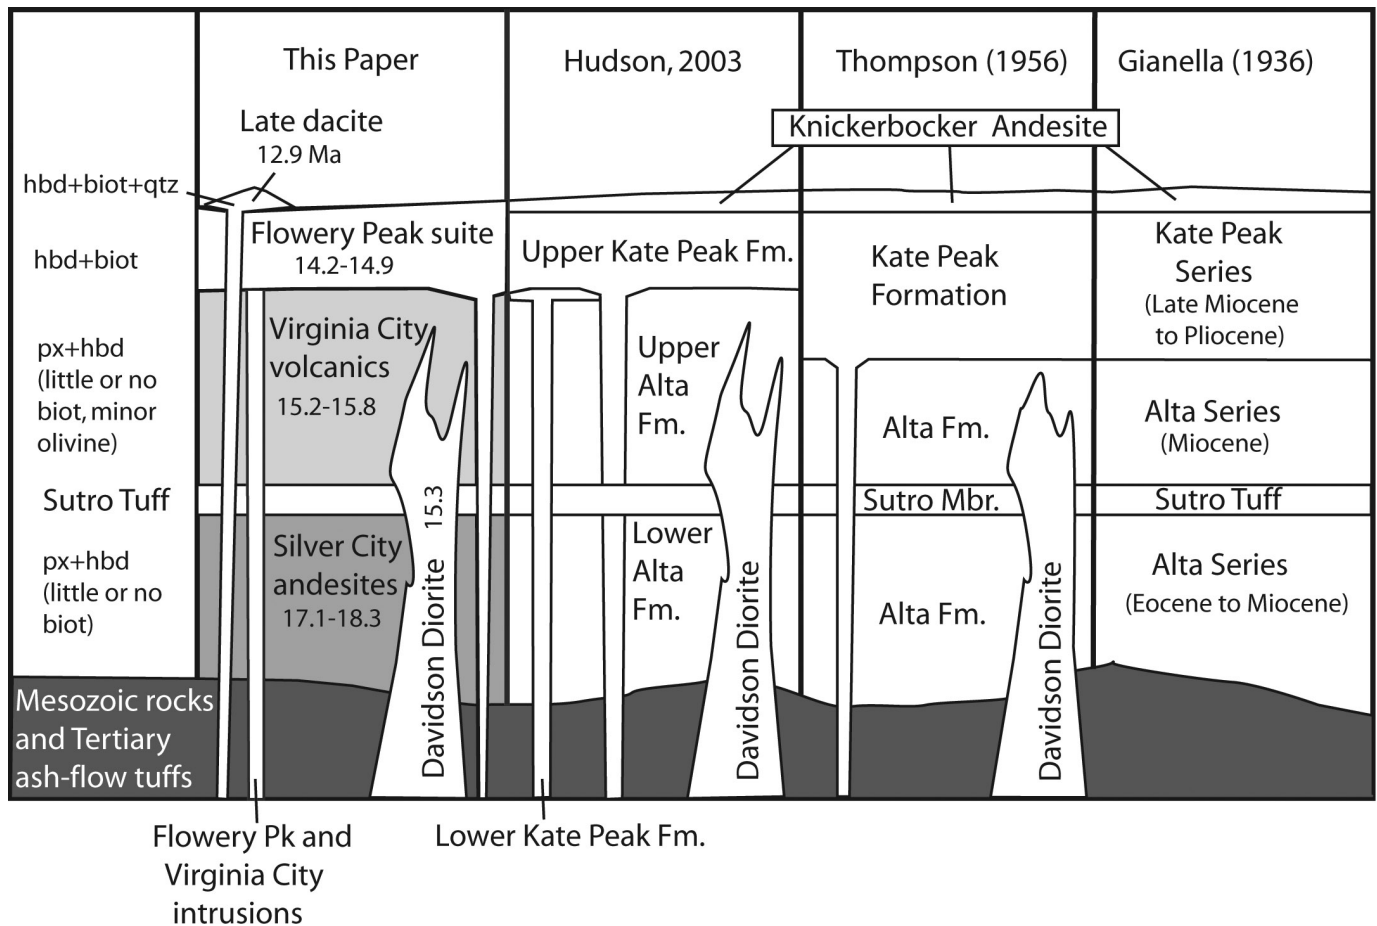 This Paper
Hudson, 2003
Thompson (1956)
Gianella (1936)
Late dacite
12.9 Ma
Knickerbocker Andesite
hbd+biot+qtz
hbd+biot
Flowery Peak suite
14.2-14.9
Upper Kate Peak Fm.
Kate Peak
Formation
Kate Peak
Series
(Late Miocene
to Pliocene)
px+hbd
(little or no
biot, minor
olivine)
Virginia City
volcanics
15.2-15.8
Upper
Alta
Fm.
Alta Fm.
Alta Series
(Miocene)
Sutro Tuff
Sutro Mbr.
Sutro Tuff
px+hbd
(little or no
biot)
Silver City
andesites
17.1-18.3
Davidson Diorite
15.3
Lower
Alta
Fm.
Davidson Diorite
Alta Fm.
Davidson Diorite
Alta Series
(Eocene to Miocene)
Mesozoic rocks
and Tertiary
ash-flow tuffs
Flowery Pk and
Virginia City
intrusions
Lower Kate Peak Fm.